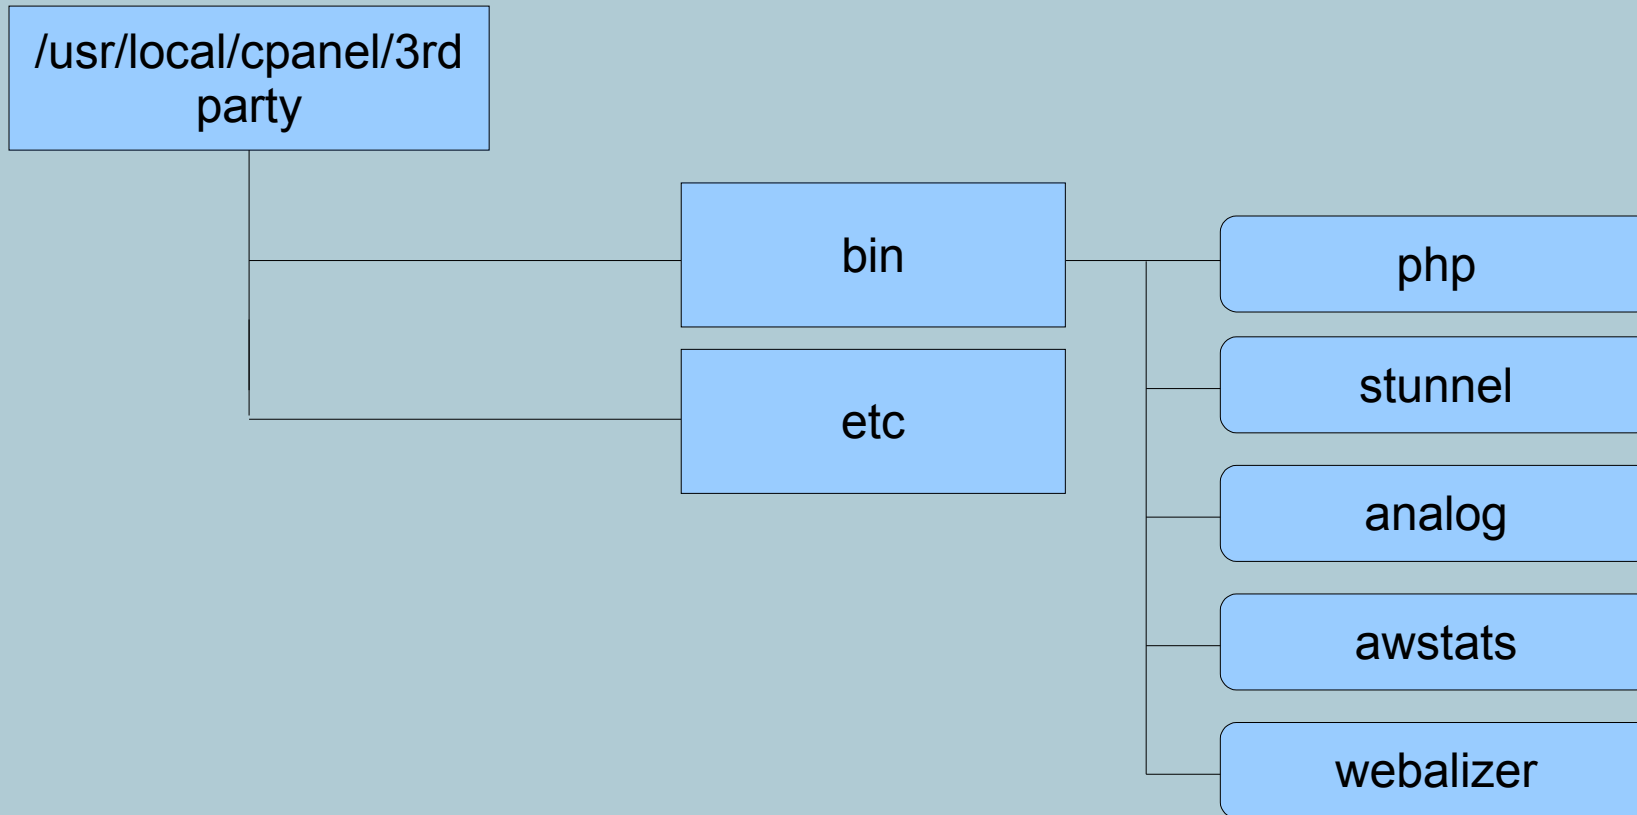 /usr/local/cpanel/3rd
party
bin
php
stunnel
etc
analog
awstats
webalizer